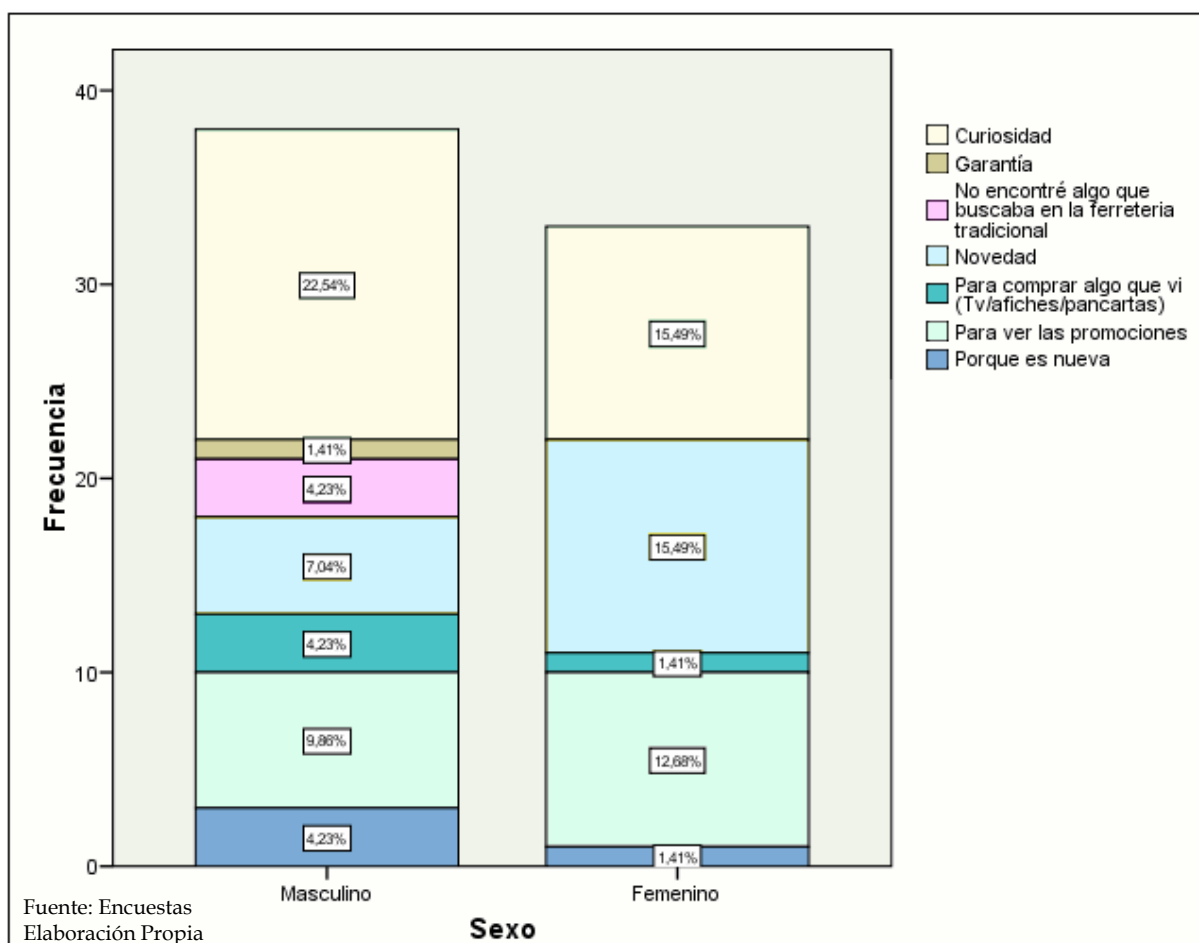 40
30
20
10
0
Frecuencia
22,54%
1,41%
4,23%
7,04%
4,23%
9,86%
4,23%
15,49%
15,49%
1,41%
12,68%
1,41%
Masculino
Femenino
Sexo
Curiosidad
Garantía
No encontré algo que
buscaba en la ferreteria
tradicional
Novedad
Para comprar algo que vi
(Tv/afiches/pancartas)
Para ver las promociones
Porque es nueva
Fuente: Encuestas
Elaboración Propia